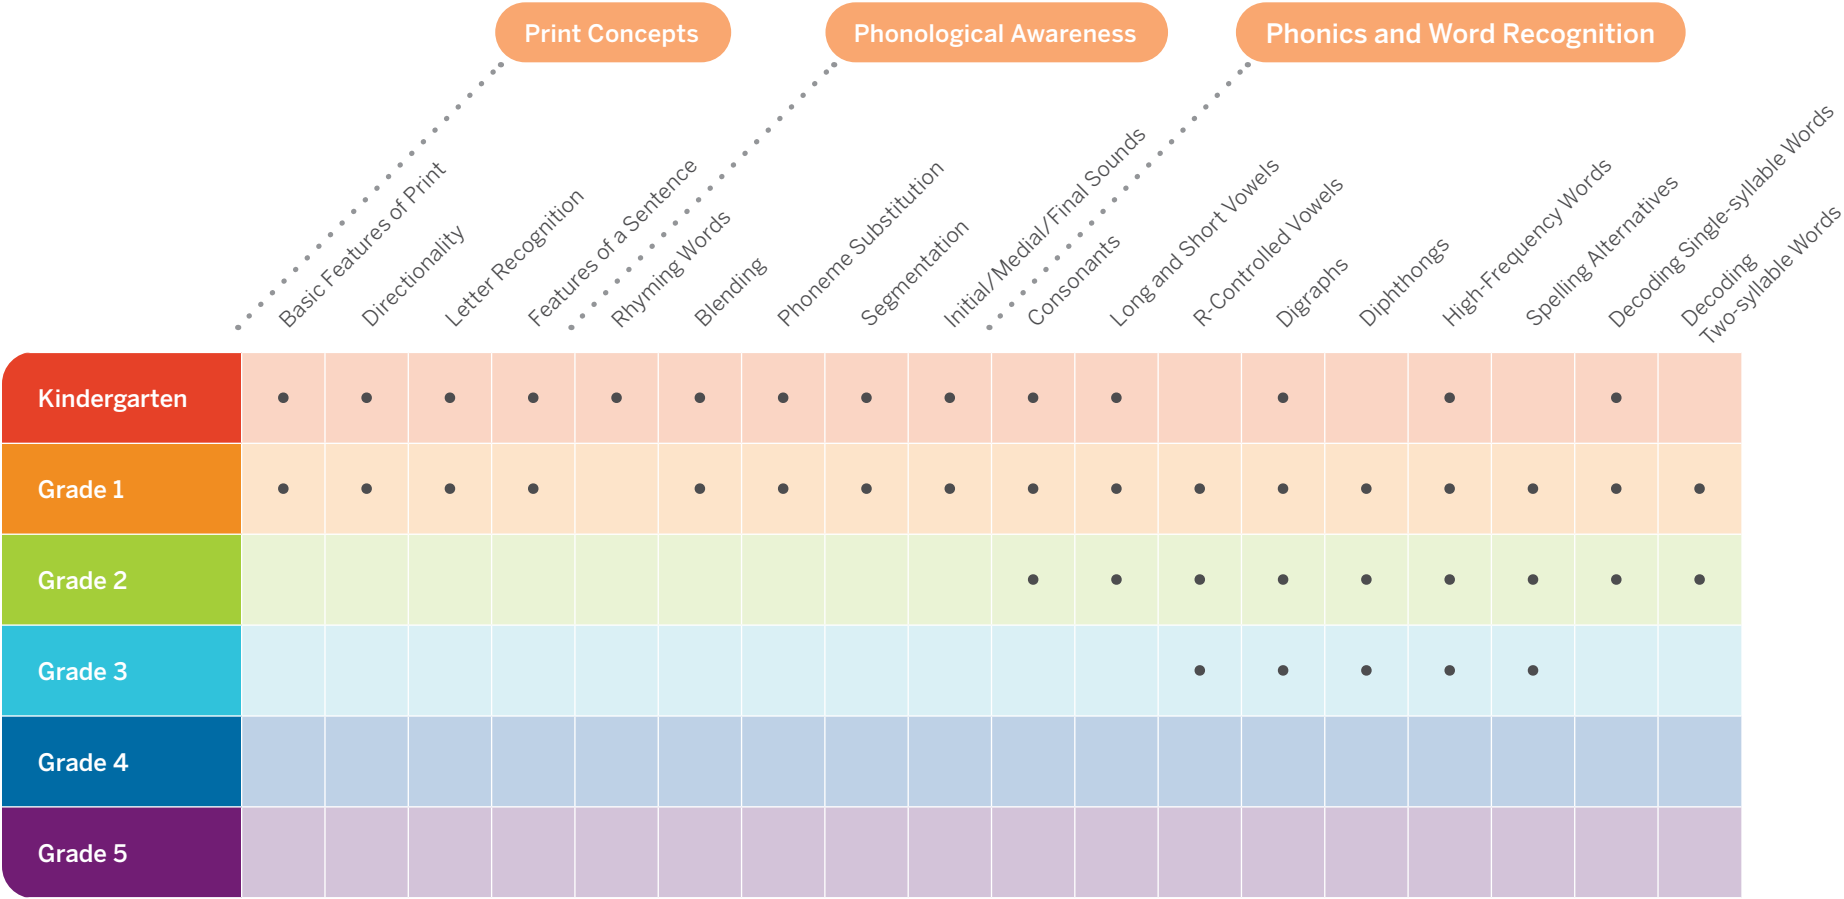 Print Concepts
Phonological Awareness
Phonics and Word Recognition
Basic Features of Print
Directionality
Letter Recognition
Features of a Sentence
Rhyming Words
Blending
Phoneme Substitution
Segmentation
Initial/Medial/Final Sounds
Consonants
Long and Short Vowels
R-Controlled Vowels
Digraphs
Diphthongs
High-Frequency Words
Spelling Alternatives
Decoding Single-syllable Words
Decoding
Two-syllable Words
Kindergarten
Grade 1
Grade 2
Grade 3
Grade 4
Grade 5